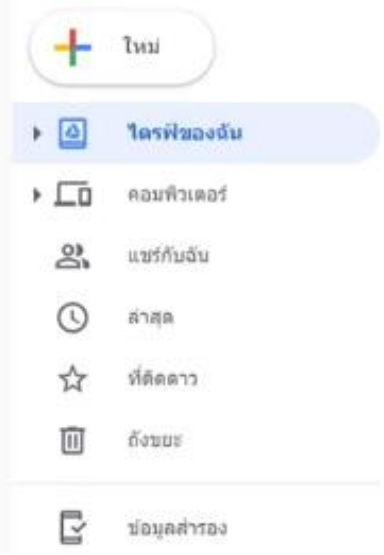 ใหม่
ไดรฟ์ของฉัน
คอมพิวเตอร์
แชร์กับฉัน
ล่าสุด
ที่ติดดาว
ถังขยะ
ข้อมูลสำรอง